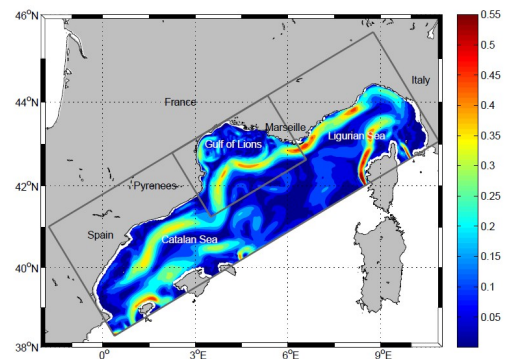 46°N
44°N
42°N
40°N
38°N
0°
3°E
6°E
9°E
France
Italy
Marseille
Gulf of Lions
Ligurian Sea
Pyrenees
Spain
Catalan Sea
0.55
0.5
0.45
0.4
0.35
0.3
0.25
0.2
0.15
0.1
0.05